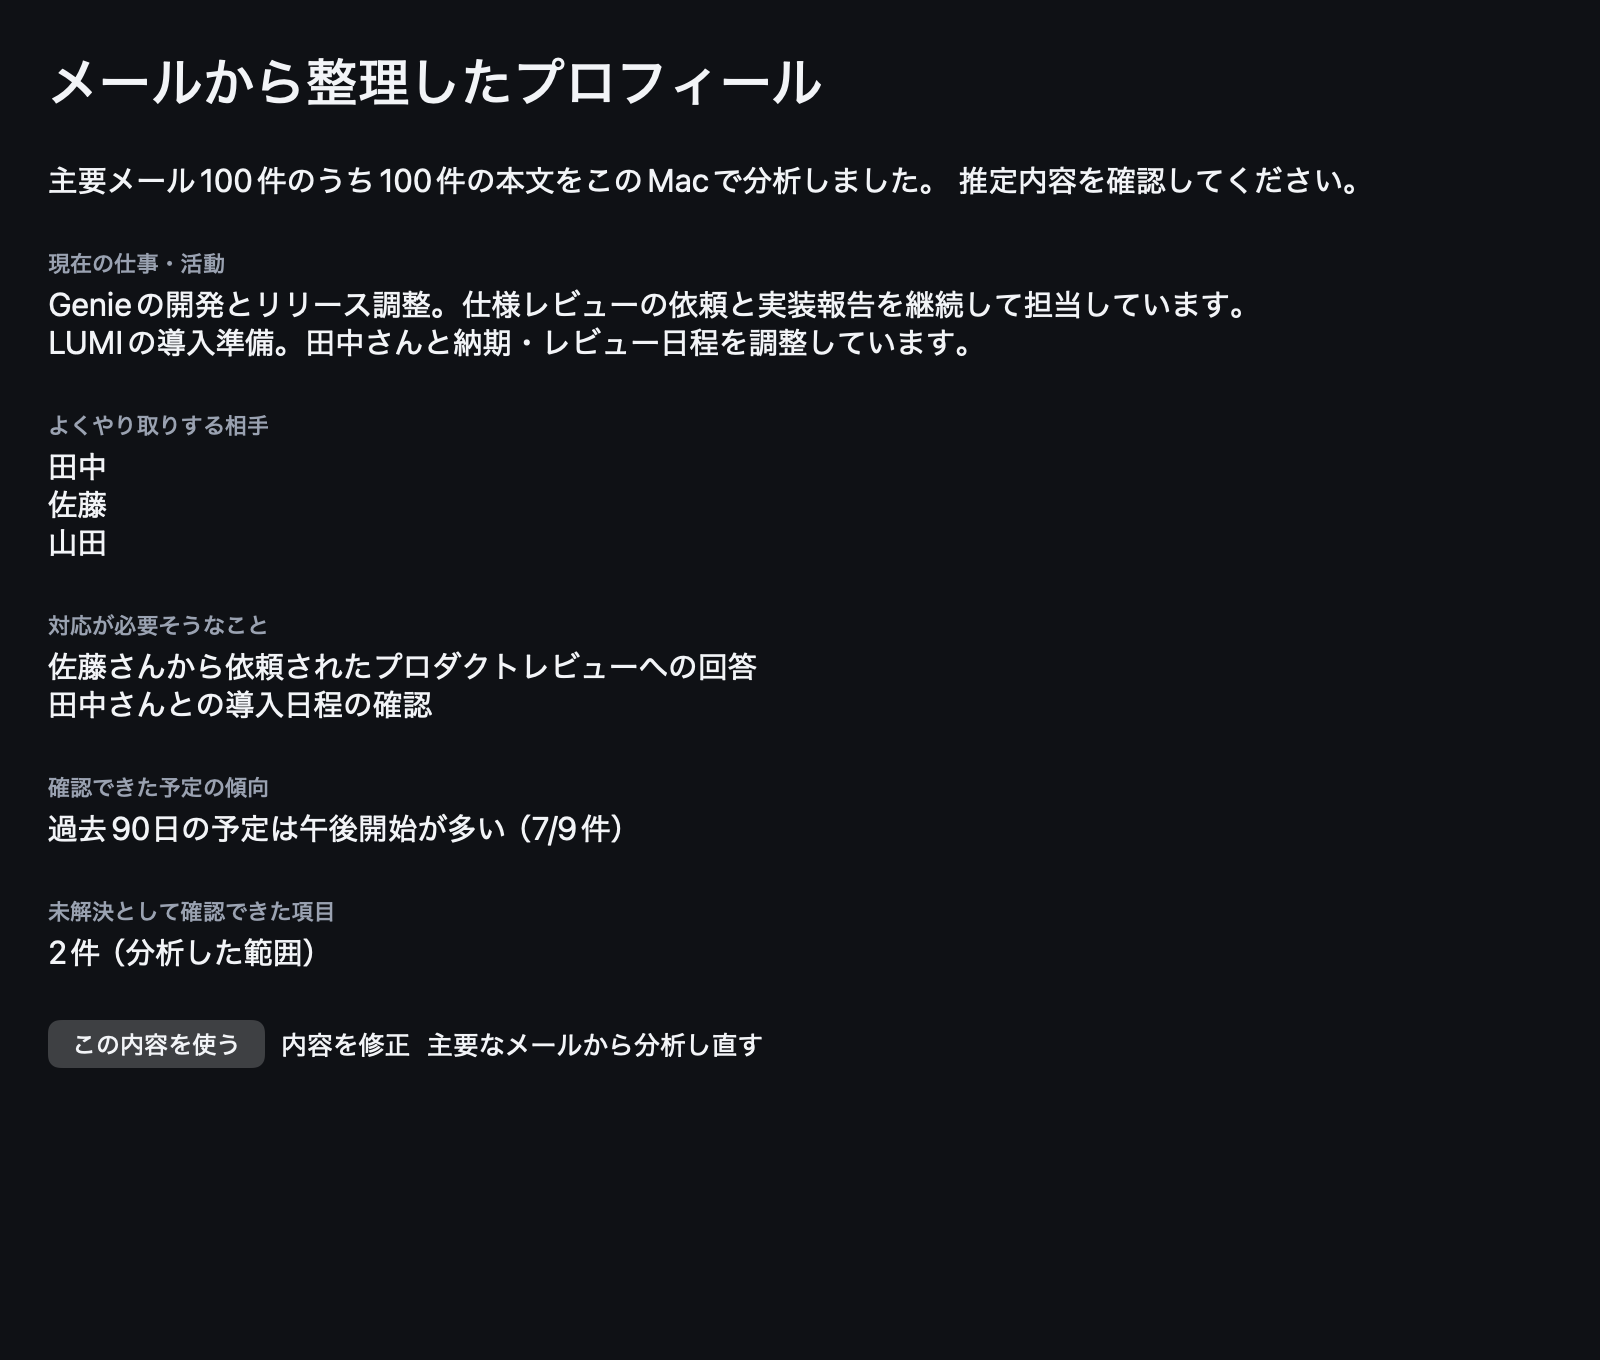 メールから整理したプロフィール
主要メール100件のうち100件の本文をこのMacで分析しました。 推定内容を確認してください。
現在の仕事・活動
Genieの開発とリリース調整。仕様レビューの依頼と実装報告を継続して担当しています。
LUMIの導入準備。田中さんと納期・レビュー日程を調整しています。
よくやり取りする相手
田中
佐藤
山田
対応が必要そうなこと
佐藤さんから依頼されたプロダクトレビューへの回答
田中さんとの導入日程の確認
確認できた予定の傾向
過去90日の予定は午後開始が多い（7/9件）
未解決として確認できた項目
2件（分析した範囲）
この内容を使う 内容を修正 主要なメールから分析し直す